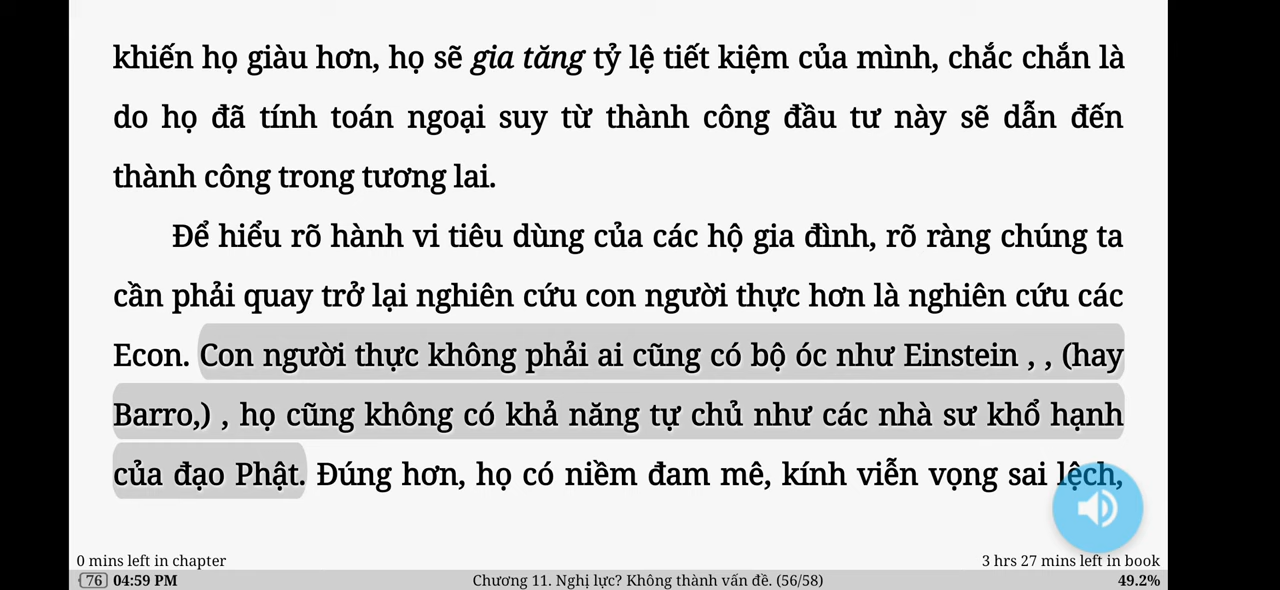 khiến họ giàu hơn, họ sẽ gia tăng tỷ lệ tiết kiệm của mình, chắc chắn là
do họ đã tính toán ngoại suy từ thành công đầu tư này sẽ dẫn đến
thành công trong tương lai.
Để hiểu rõ hành vi tiêu dùng của các hộ gia đình, rõ ràng chúng ta
cần phải quay trở lại nghiên cứu con người thực hơn là nghiên cứu các
Econ. Con người thực không phải ai cũng có bộ óc như Einstein , , (hay
Barro,) , họ cũng không có khả năng tự chủ như các nhà sư khổ hạnh
của đạo Phật. Đúng hơn, họ có niềm đam mê, kính viễn vọng sai lệch,
0 mins left in chapter 3 hrs 27 mins left in book
76 04:59 PM Chương 11. Nghị lực? Không thành vấn đề. (56/58) 49.2%